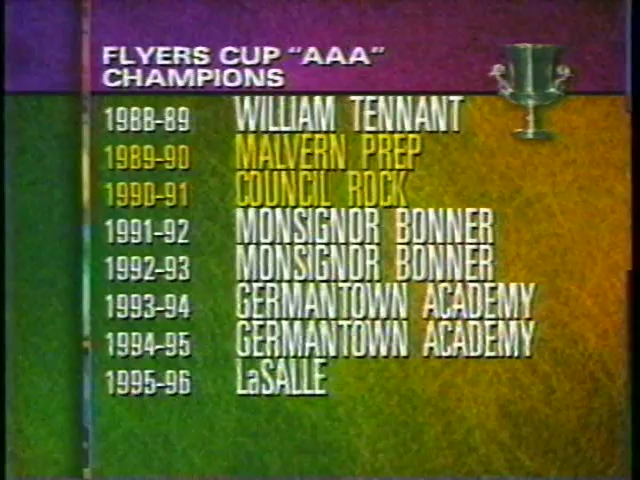 FLYERS CUP "AAA"
CHAMPIONS
1988-89 WILLIAM TENNANT
1989-90 MALVERN PREP
1990-91 COUNCIL ROCK
1991-92 MONSIGNOR BONNER
1992-93 MONSIGNOR BONNER
1993-94 GERMANTOWN ACADEMY
1994-95 GERMANTOWN ACADEMY
1995-96 LaSALLE